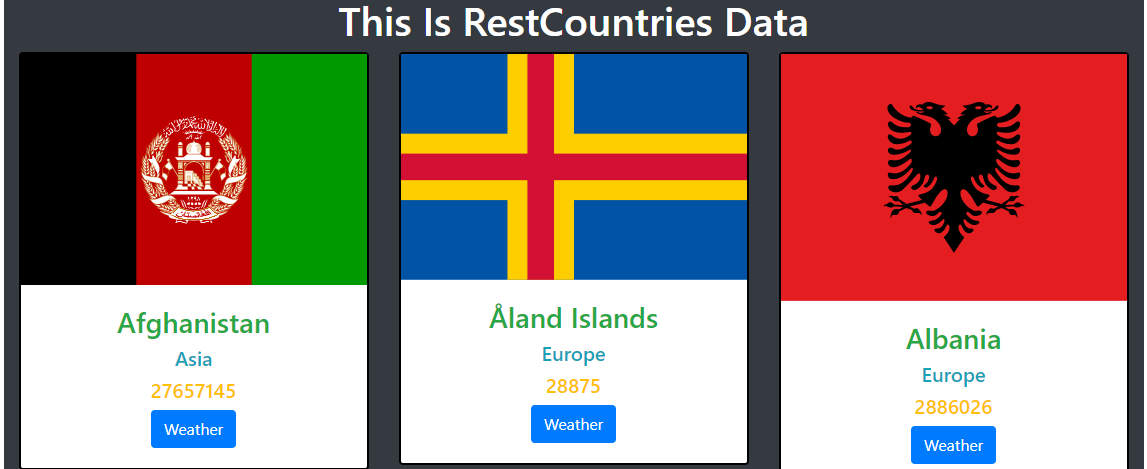 This Is RestCountries Data
Afghanistan
Asia
27657145
Weather
Åland Islands
Europe
28875
Weather
Albania
Europe
2886026
Weather